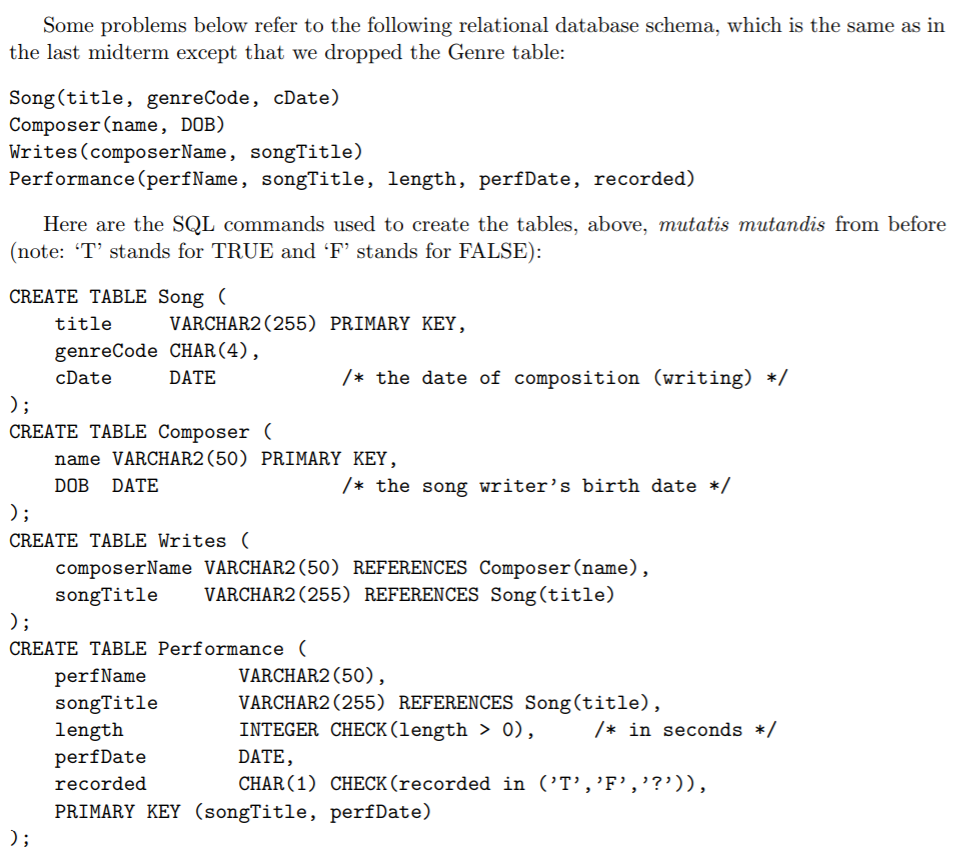 Some problems below refer to the following relational database schema, which is the same as in
the last midterm except that we dropped the Genre table:
Song(title, genreCode, cDate)
Composer(name, DOB)
Writes(composerName, songTitle)
Performance(perfName, songTitle, length, perfDate, recorded)
Here are the SQL commands used to create the tables, above, mutatis mutandis from before
(note: ‘T’ stands for TRUE and ‘F’ stands for FALSE):
CREATE TABLE Song (
    title     VARCHAR2(255) PRIMARY KEY,
    genreCode CHAR(4),
    cDate     DATE           /* the date of composition (writing) */
);
CREATE TABLE Composer (
    name VARCHAR2(50) PRIMARY KEY,
    DOB  DATE                /* the song writer’s birth date */
);
CREATE TABLE Writes (
    composerName VARCHAR2(50) REFERENCES Composer(name),
    songTitle    VARCHAR2(255) REFERENCES Song(title)
);
CREATE TABLE Performance (
    perfName        VARCHAR2(50),
    songTitle       VARCHAR2(255) REFERENCES Song(title),
    length          INTEGER CHECK(length > 0),     /* in seconds */
    perfDate        DATE,
    recorded        CHAR(1) CHECK(recorded in (’T’,’F’,’?’)),
    PRIMARY KEY (songTitle, perfDate)
);